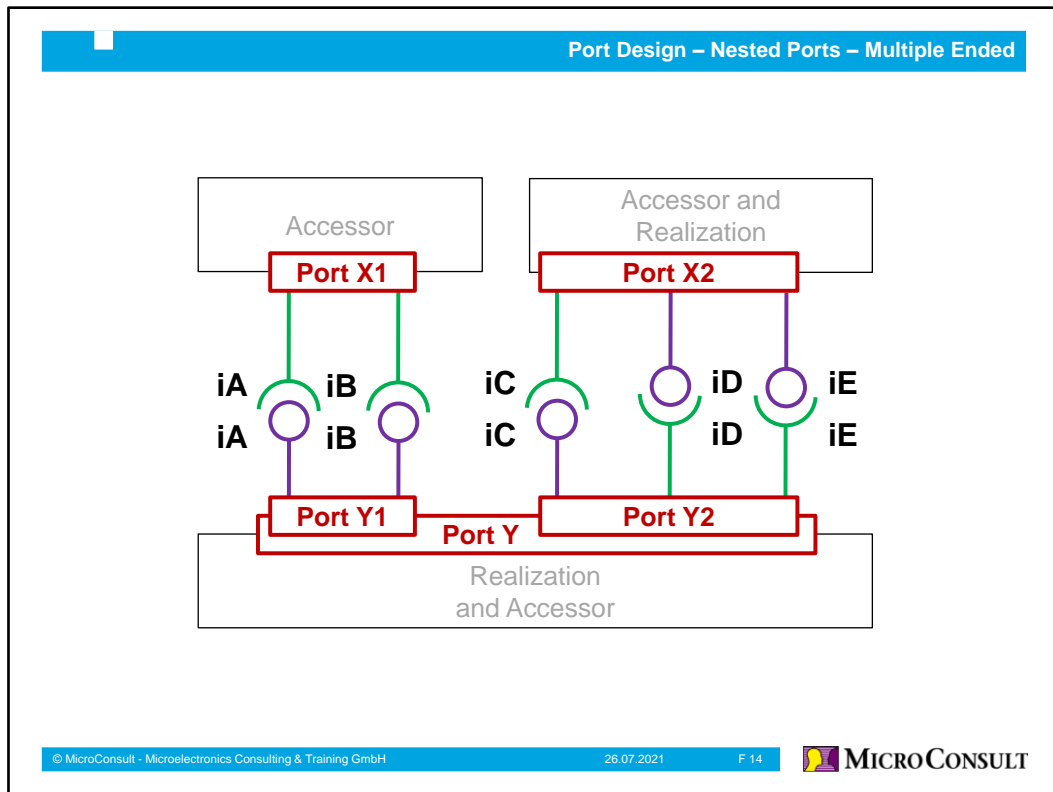 Port Design – Nested Ports – Multiple Ended
Accessor
Accessor and
Realization
Port X1
Port X2
iA
iB
iC
iD
iE
iA
iB
iC
iD
iE
Port Y1
Port Y2
Port Y
Realization
and Accessor
© MicroConsult - Microelectronics Consulting & Training GmbH
26.07.2021
F 14
MICROCONSULT